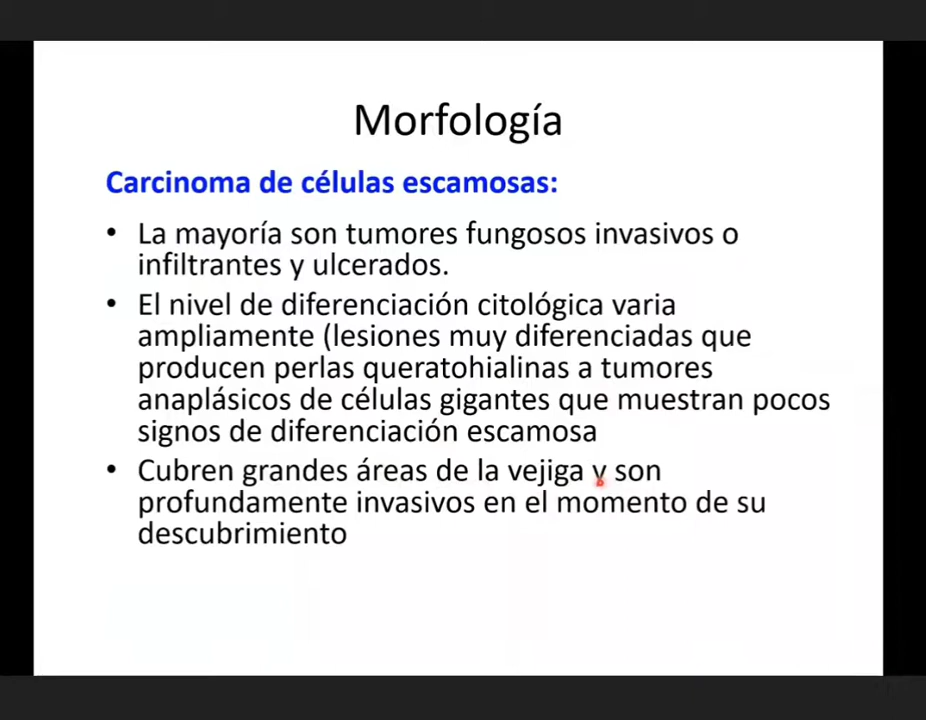 Morfología
Carcinoma de células escamosas:
• La mayoría son tumores fungosos invasivos o
infiltrantes y ulcerados.
• El nivel de diferenciación citológica varia
ampliamente (lesiones muy diferenciadas que
producen perlas queratohialinas a tumores
anaplásicos de células gigantes que muestran pocos
signos de diferenciación escamosa
• Cubren grandes áreas de la vejiga y son
profundamente invasivos en el momento de su
descubrimiento